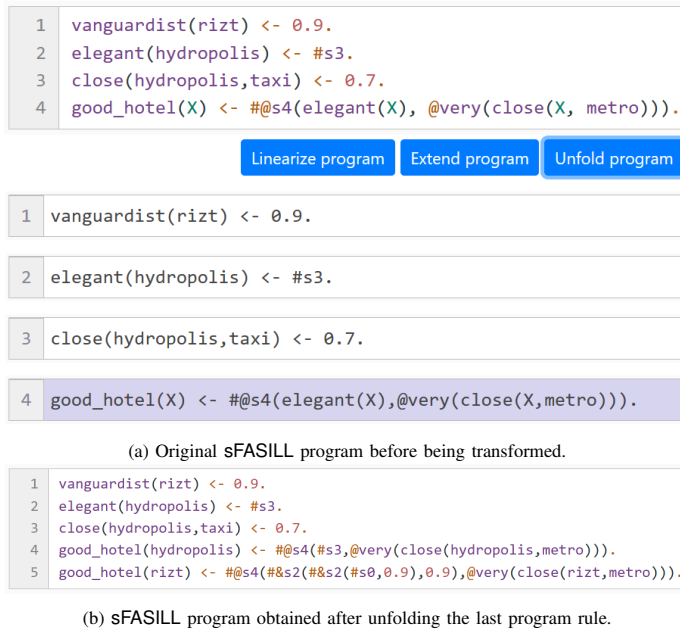 1 vanguardist(rizt) <- 0.9.
2 elegant(hydropolis) <- #s3.
3 close(hydropolis,taxi) <- 0.7.
4 good_hotel(X) <- #@s4(elegant(X), @very(close(X, metro))).
Linearize program Extend program Unfold program
1 vanguardist(rizt) <- 0.9.
2 elegant(hydropolis) <- #s3.
3 close(hydropolis,taxi) <- 0.7.
4 good_hotel(X) <- #@s4(elegant(X),@very(close(X,metro))).
(a) Original sFASILL program before being transformed.
1 vanguardist(rizt) <- 0.9.
2 elegant(hydropolis) <- #s3.
3 close(hydropolis,taxi) <- 0.7.
4 good_hotel(hydropolis) <- #@s4(#s3,@very(close(hydropolis,metro))).
5 good_hotel(rizt) <- #@s4(#&s2(#&s2(#s0,0.9),0.9),@very(close(rizt,metro))).
(b) sFASILL program obtained after unfolding the last program rule.